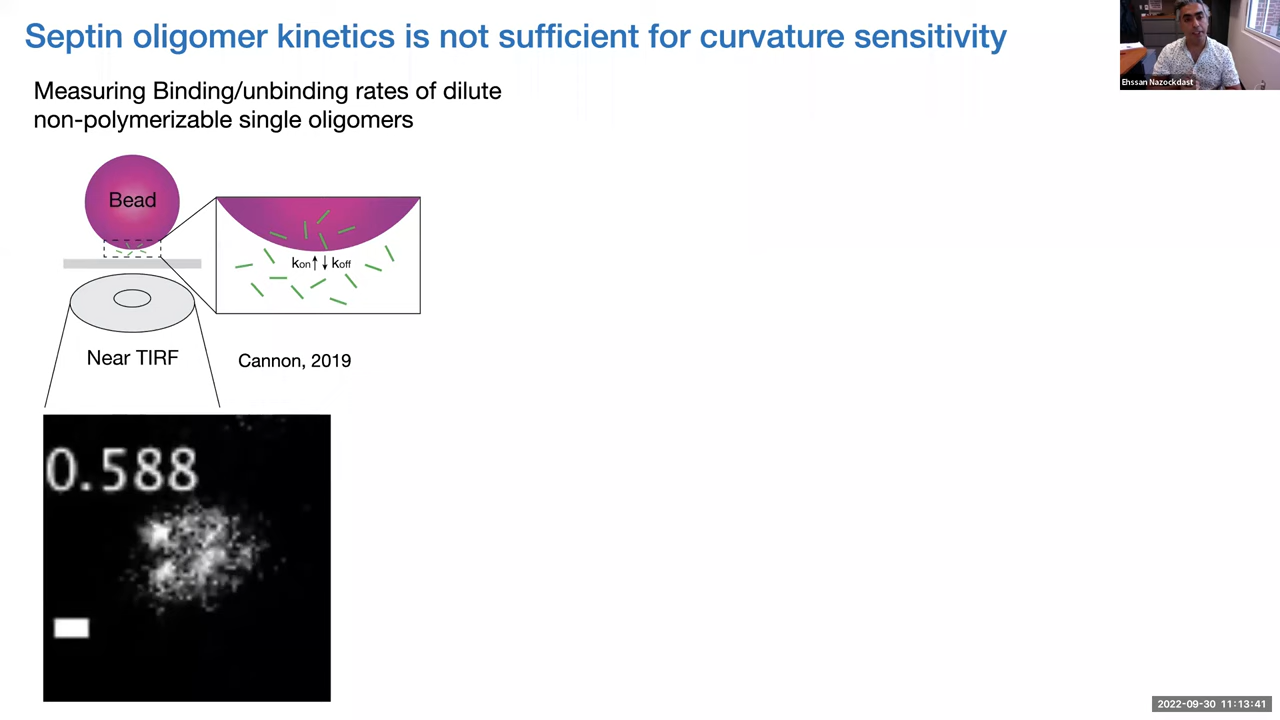 Septin oligomer kinetics is not sufficient for curvature sensitivity
Ehssan Nazockdast
Measuring Binding/unbinding rates of dilute
non-polymerizable single oligomers
Bead
kon koff
Near TIRF
Cannon, 2019
0.588
2022-09-30 11:13:41